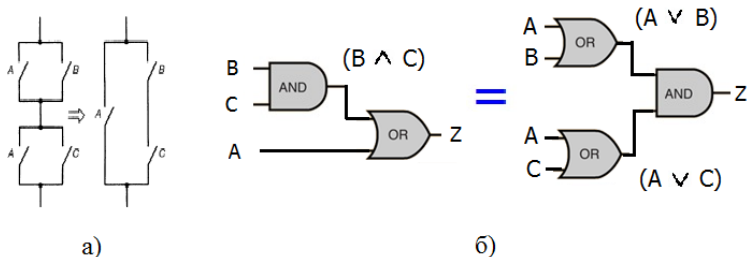 A B
A C
⇒
A B C
B
C
AND
(B ∧ C)
A
OR
Z
=
A
B
OR
(A ∨ B)
AND
Z
A
C
OR
(A ∨ C)
а)
б)